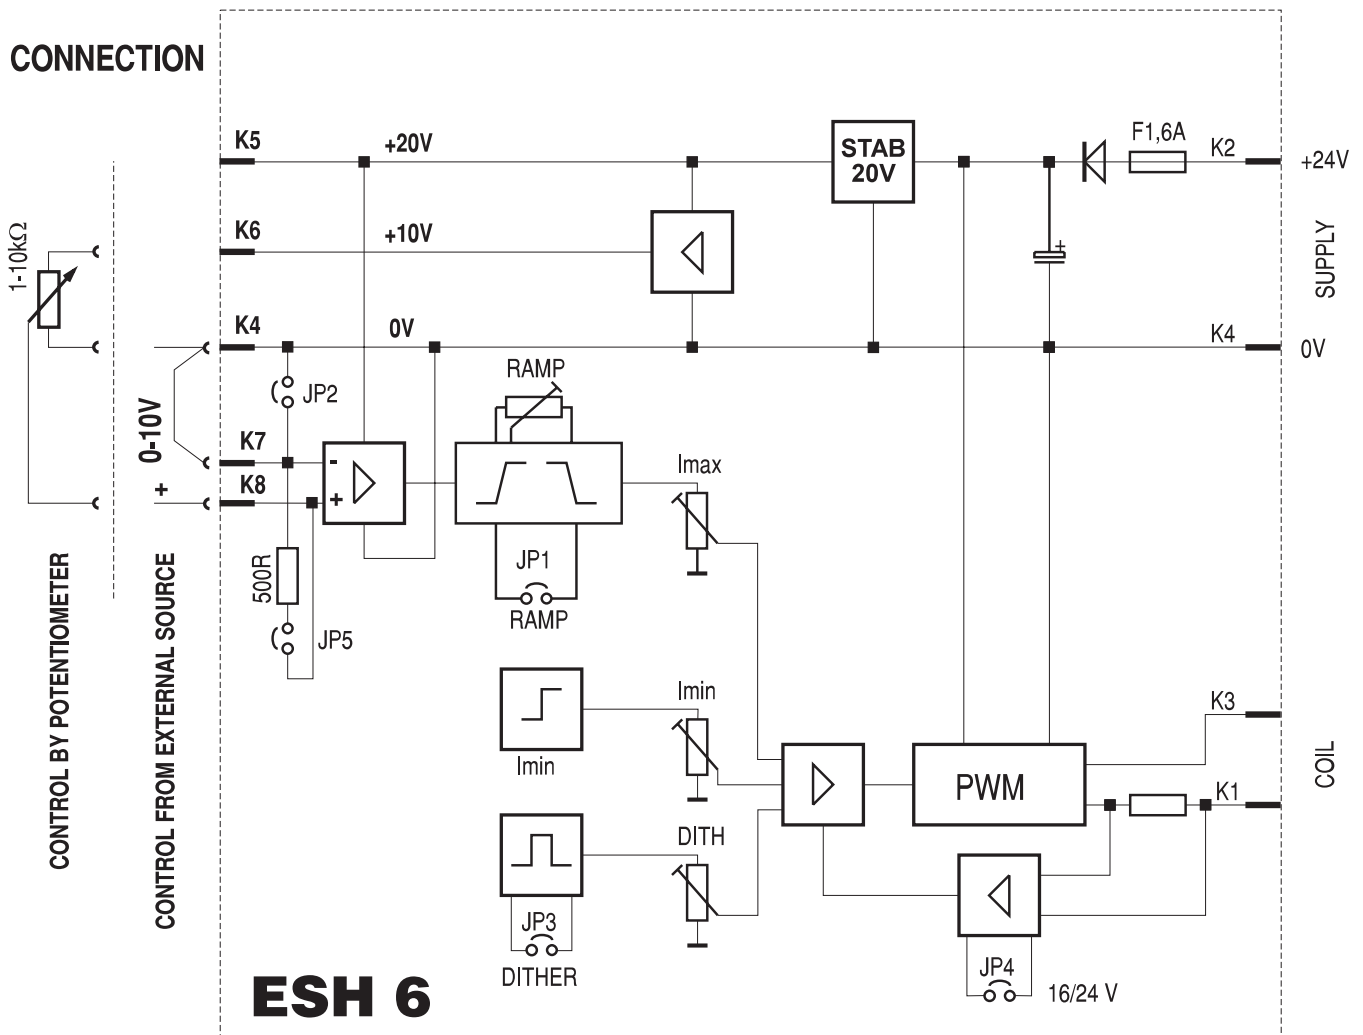 CONNECTION
K5
+20V
STAB
20V
F1,6A
K2
+24V
K6
+10V
1-10kΩ
SUPPLY
K4
0V
K4
0V
RAMP
JP2
0-10V
K7
-
Imax
+
K8
+
JP1
RAMP
500R
JP5
CONTROL BY POTENTIOMETER
CONTROL FROM EXTERNAL SOURCE
Imin
Imin
K3
COIL
PWM
K1
DITH
JP3
DITHER
JP4
16/24 V
ESH 6
+